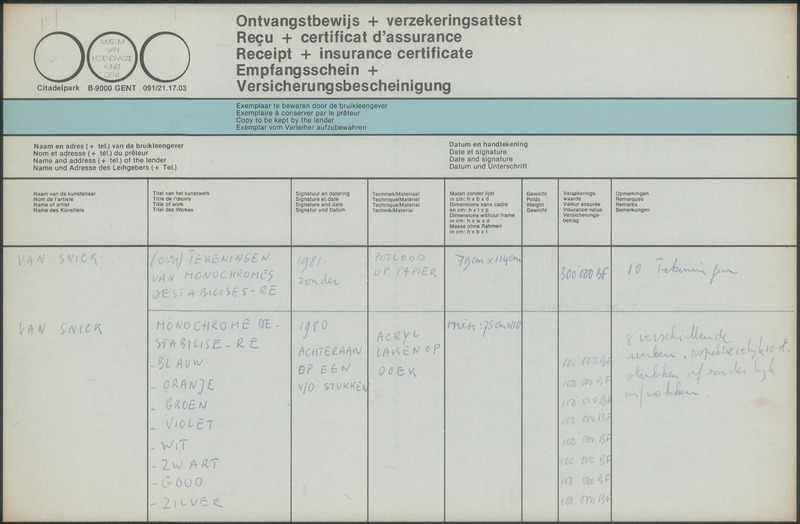 Ontvangstbewijs + verzekeringsattest
Reçu + certificat d'assurance
Receipt + insurance certificate
Empfangsschein +
Versicherungsbescheinigung
MUSEUM
VAN
HEDENDAAGSE
KUNST
GENT
Citadelpark B-9000 GENT 091/21.17.03
Exemplaar te bewaren door de bruikleengever
Exemplaire à conserver par le prêteur
Copy to be kept by the lender
Exemplar vom Verleiher aufzubewahren
Naam en adres (+ tel.) van de bruikleengever
Nom et adresse (+ tél.) du prêteur
Name and address (+ tel.) of the lender
Name und Adresse des Leihgebers (+ Tel.)
Datum en handtekening
Date et signature
Date and signature
Datum und Unterschrift
Naam van de kunstenaar
Nom de l'artiste
Name of artist
Name des Künstlers
Titel van het kunstwerk
Titre de l'œuvre
Title of work
Titel des Werkes
Signatuur en datering
Signature et date
Signature and date
Signatur und Datum
Techniek/Materiaal
Technique/Matériel
Technique/Material
Technik/Material
Maten zonder lijst
in cm: h x b x d
Dimensions sans cadre
en cm: h x l x p
Dimensions without frame
in cm: h x w x d
Masse ohne Rahmen
in cm: h x b x t
Gewicht
Poids
Weight
Gewicht
Verzekerings-
waarde
Valeur assurée
Insurance value
Versicherungs-
betrag
Opmerkingen
Remarques
Remarks
Bemerkungen
VAN SNICK
TEKENINGEN
VAN MONOCHROMES
DESTABILISES-RE
1981
zonder
POTLOOD
OP PAPIER
79cm x 114cm
300 000 BF
10 Tekeningen
VAN SNICK
MONOCHROME DE-
STABILISE-RE
-BLAUW
- ORANJE
- GROEN
- VIOLET
- WIT
- ZWART
- GOUD
- ZILVER
1980
ACHTERAAN
OP EEN
V/D STUKKEN
ACRYL
LAKEN OP
DOEK
min: 75cm x 110
100 000 BF
100 000 BF
100 000 BF
100 000 BF
100 000 BF
100 000 BF
100 000 BF
100 000 BF
8 verschillende
werken, respektievelijk 10 st.
stukken afzonderlijk